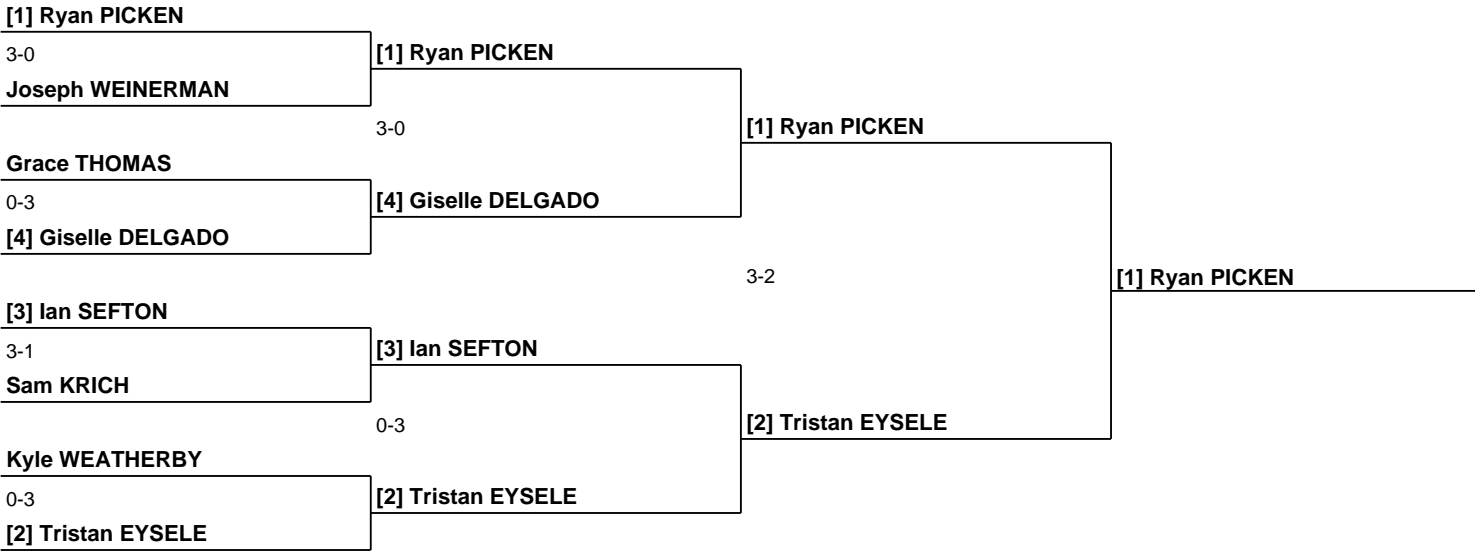 [1] Ryan PICKEN
3-0
[1] Ryan PICKEN
Joseph WEINERMAN
3-0
[1] Ryan PICKEN
Grace THOMAS
0-3
[4] Giselle DELGADO
[4] Giselle DELGADO
3-2
[1] Ryan PICKEN
[3] Ian SEFTON
3-1
[3] Ian SEFTON
Sam KRICH
0-3
[2] Tristan EYSELE
Kyle WEATHERBY
0-3
[2] Tristan EYSELE
[2] Tristan EYSELE